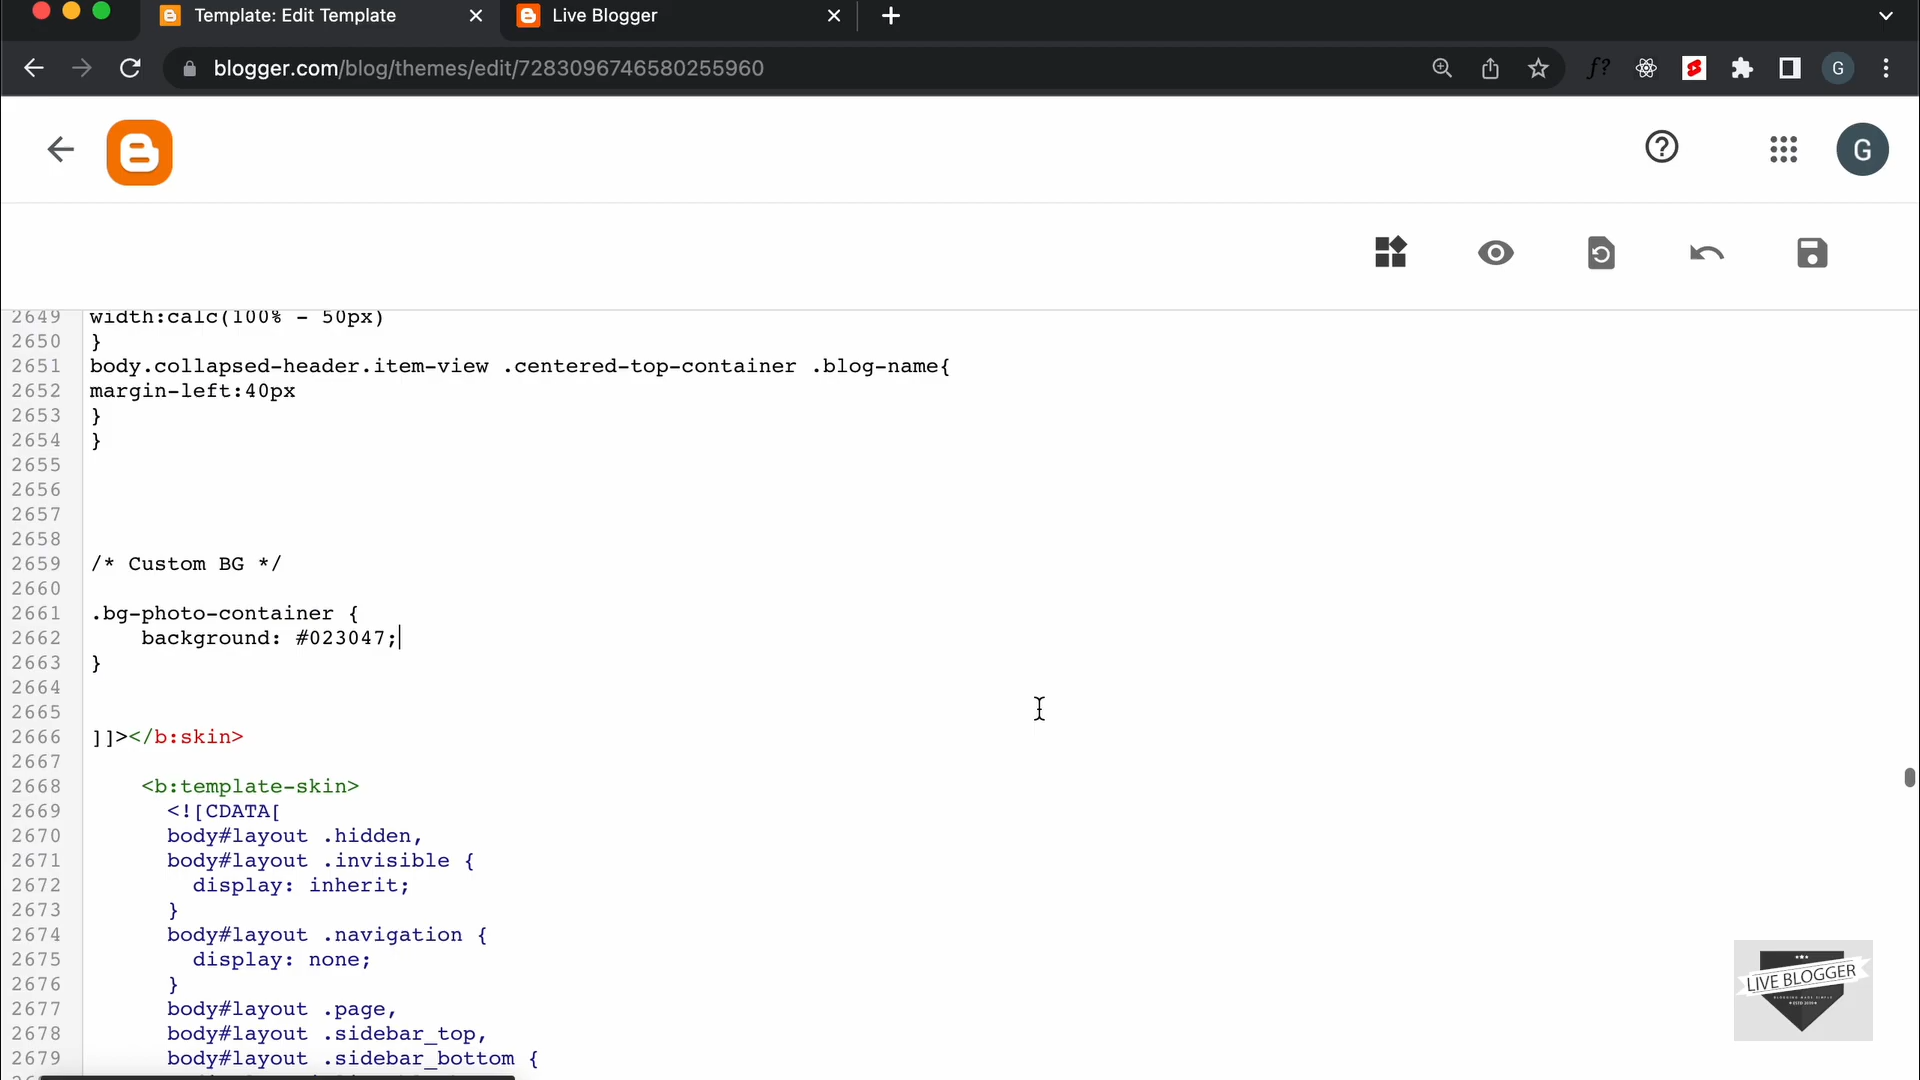 Template: Edit Template
Live Blogger
blogger.com/blog/themes/edit/7283096746580255960
f?
G
G
2649 width:calc(100% - 50px)
2650 }
2651 body.collapsed-header.item-view .centered-top-container .blog-name{
2652 margin-left:40px
2653 }
2654 }
2655
2656
2657
2658
2659 /* Custom BG */
2660
2661 .bg-photo-container {
2662 background: #023047;
2663 }
2664
2665
2666 ]]></b:skin>
2667
2668 <b:template-skin>
2669 <![CDATA[
2670 body#layout .hidden,
2671 body#layout .invisible {
2672 display: inherit;
2673 }
2674 body#layout .navigation {
2675 display: none;
2676 }
2677 body#layout .page,
2678 body#layout .sidebar_top,
2679 body#layout .sidebar_bottom {
LIVE BLOGGER